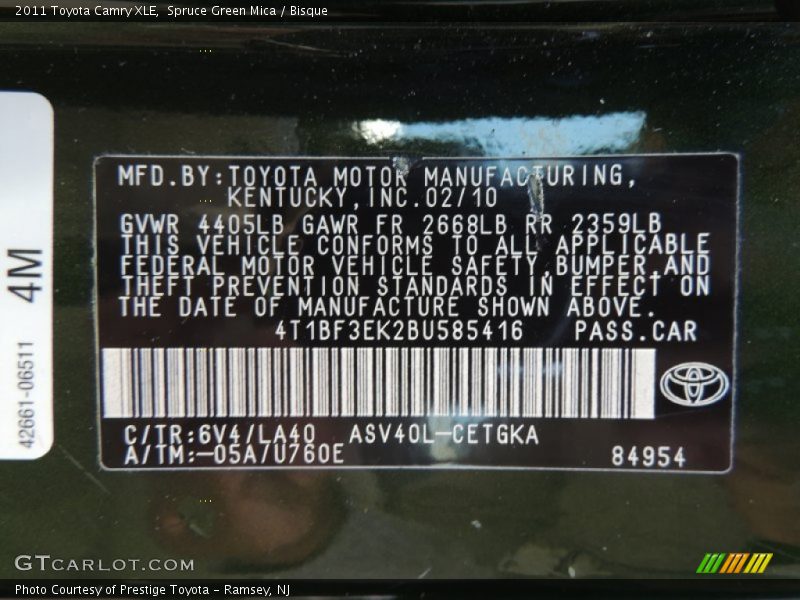 2011 Toyota Camry XLE, Spruce Green Mica / Bisque
4M
42661-06511
MFD.BY:TOYOTA MOTOR MANUFACTURING,
KENTUCKY,INC.02/10
GVWR 4405LB GAWR FR 2668LB RR 2359LB
THIS VEHICLE CONFORMS TO ALL APPLICABLE
FEDERAL MOTOR VEHICLE SAFETY,BUMPER,AND
THEFT PREVENTION STANDARDS IN EFFECT ON
THE DATE OF MANUFACTURE SHOWN ABOVE.
4T1BF3EK2BU585416 PASS.CAR
C/TR:6V4/LA40 ASV40L-CETGKA
A/TM:-05A/U760E 84954
GTCARLOT.COM
Photo Courtesy of Prestige Toyota - Ramsey, NJ